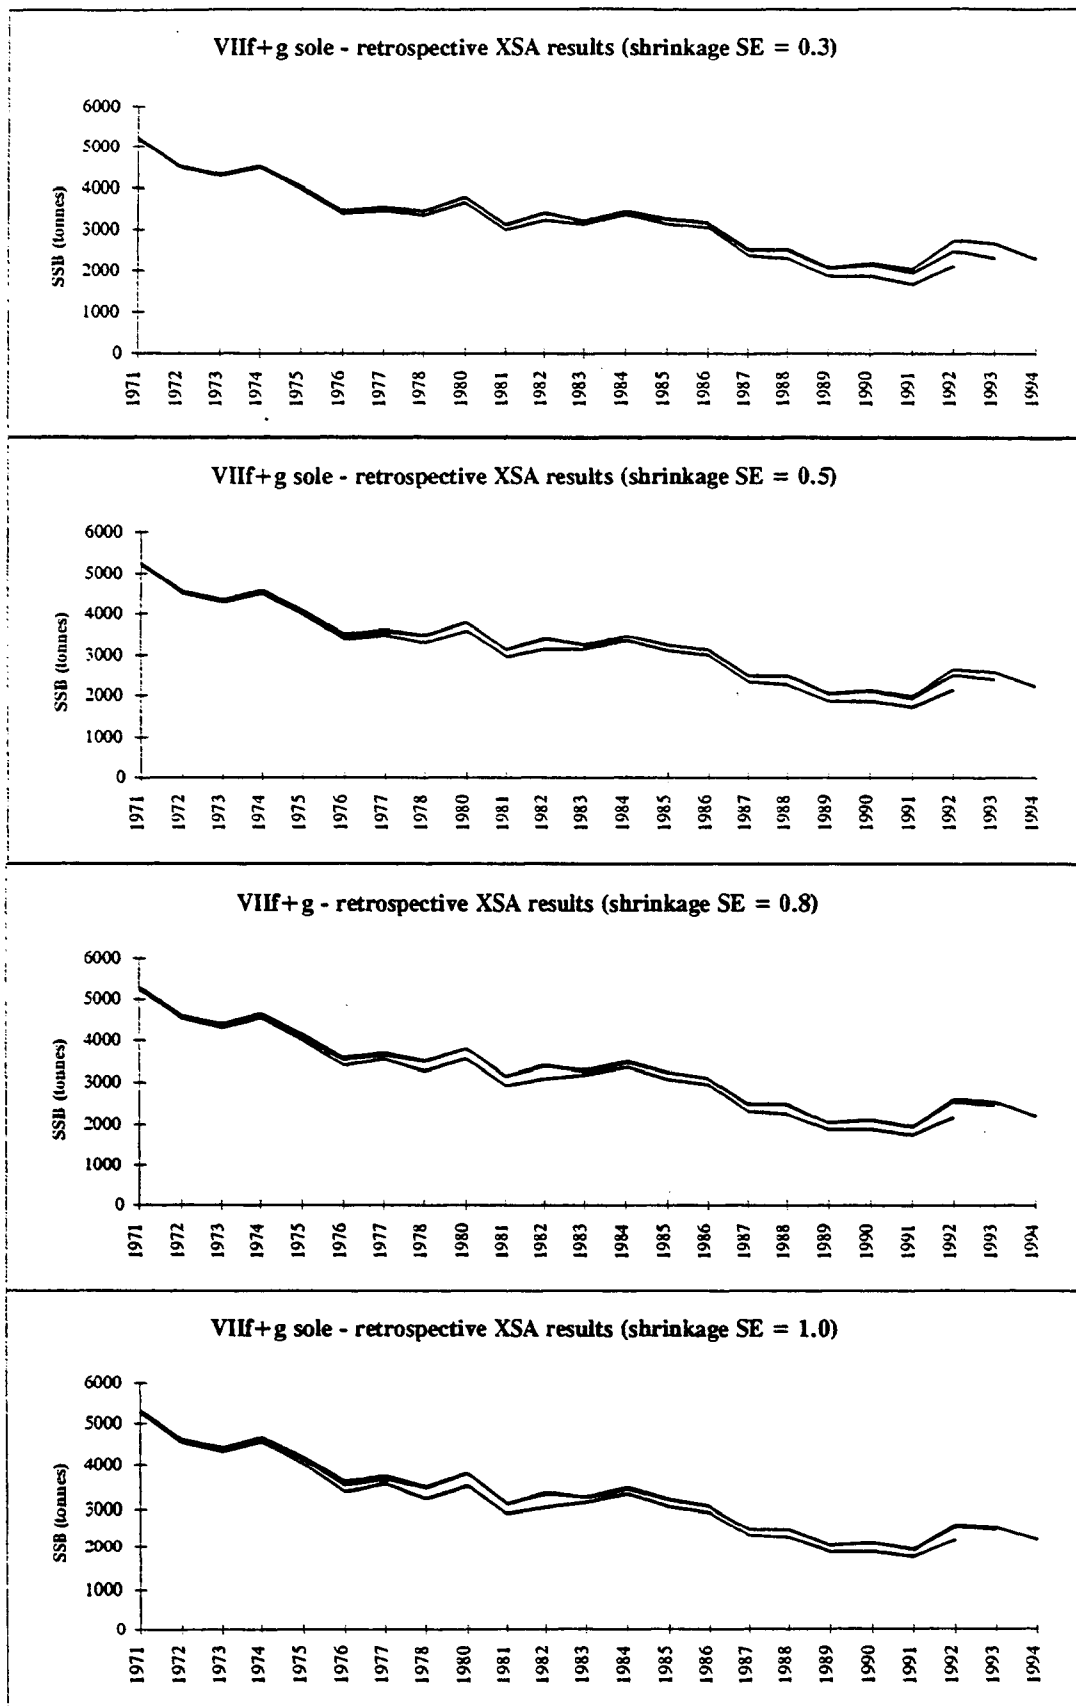 VIIf+g sole - retrospective XSA results (shrinkage SE = 0.3)
6000
5000
4000
3000
2000
1000
0
SSB (tonnes)
1971 1972 1973 1974 1975 1976 1977 1978 1980 1981 1982 1983 1984 1985 1986 1987 1988 1989 1990 1991 1992 1993 1994
VIIf+g sole - retrospective XSA results (shrinkage SE = 0.5)
6000
5000
4000
3000
2000
1000
0
SSB (tonnes)
1971 1972 1973 1974 1975 1976 1977 1978 1980 1981 1982 1983 1984 1985 1986 1987 1988 1989 1990 1991 1992 1993 1994
VIIf+g - retrospective XSA results (shrinkage SE = 0.8)
6000
5000
4000
3000
2000
1000
0
SSB (tonnes)
1971 1972 1973 1974 1975 1976 1977 1978 1980 1981 1982 1983 1984 1985 1986 1987 1988 1989 1990 1991 1992 1993 1994
VIIf+g sole - retrospective XSA results (shrinkage SE = 1.0)
6000
5000
4000
3000
2000
1000
0
SSB (tonnes)
1971 1972 1973 1974 1975 1976 1977 1978 1980 1981 1982 1983 1984 1985 1986 1987 1988 1989 1990 1991 1992 1993 1994